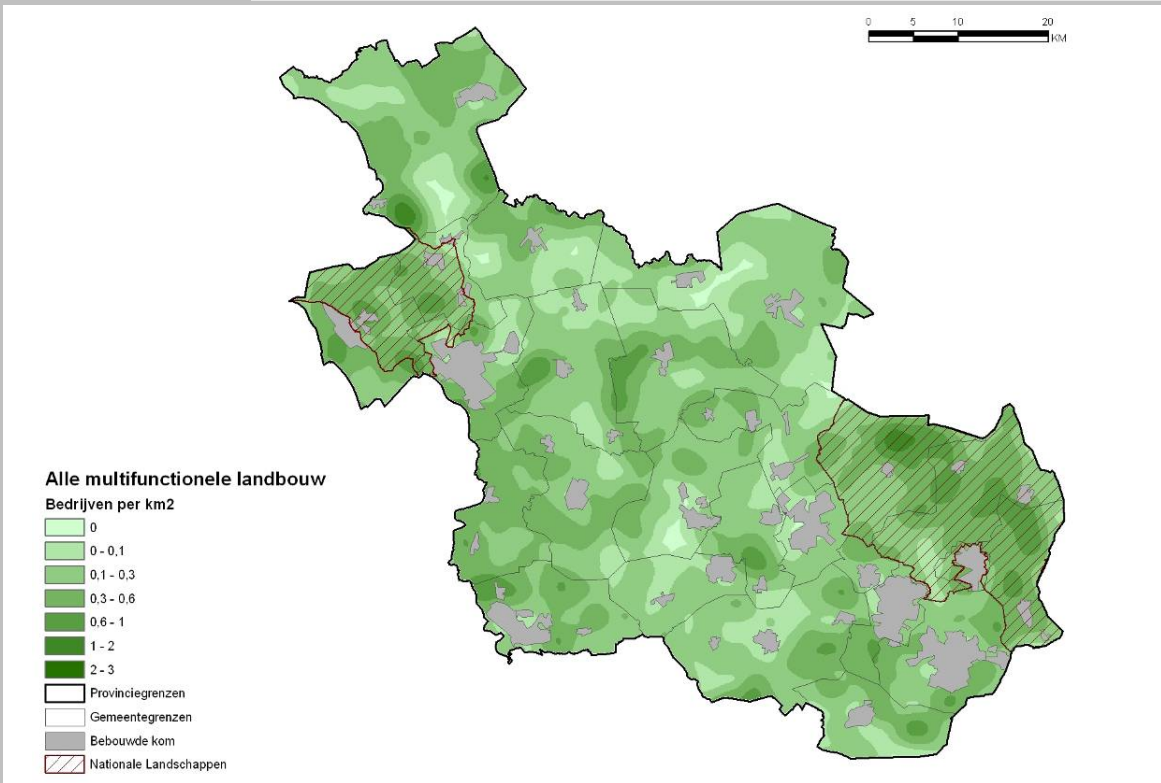 0 5 10 20
KM
Alle multifunctionele landbouw
Bedrijven per km2
0
0 - 0,1
0,1 - 0,3
0,3 - 0,6
0,6 - 1
1 - 2
2 - 3
Provinciegrenzen
Gemeentegrenzen
Bebouwde kom
Nationale Landschappen